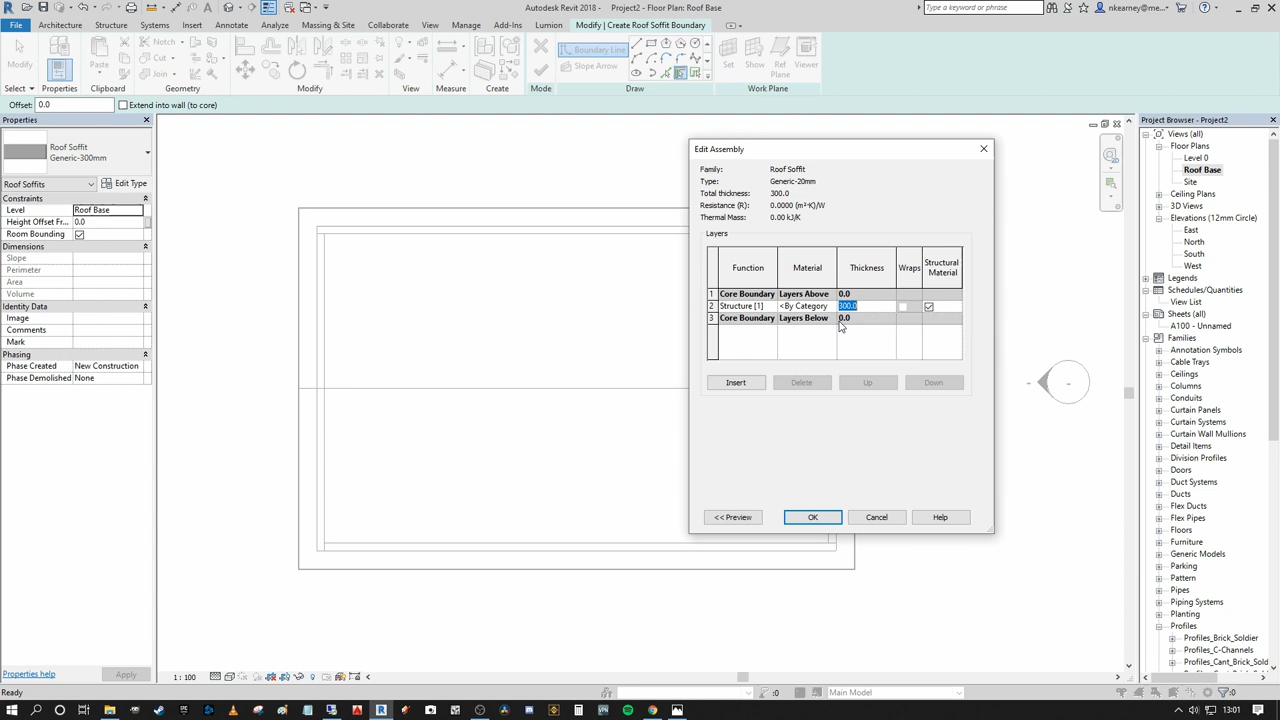 Autodesk Revit 2018 - Project2 - Floor Plan: Roof Base
Type a keyword or phrase
nkearney@me...
File Architecture Structure Systems Insert Annotate Analyze Massing & Site Collaborate View Manage Add-Ins Lumion Modify | Create Roof Soffit Boundary
Modify
Properties
Paste
Cope
Cut
Join
Boundary Line
Slope Arrow
Set Show Ref Plane Viewer
Select Properties Clipboard Geometry Modify View Measure Create Mode Draw Work Plane
Offset: 0.0 Extend into wall (to core)
Properties
Roof Soffit
Generic-300mm
Roof Soffits Edit Type
Constraints
Level Roof Base
Height Offset Fr... 0.0
Room Bounding
Dimensions
Slope
Perimeter
Area
Volume
Identity Data
Image
Comments
Mark
Phasing
Phase Created New Construction
Phase Demolished None
Properties help Apply
Edit Assembly
Family: Roof Soffit
Type: Generic-20mm
Total thickness: 300.0
Resistance (R): 0.0000 (m²·K)/W
Thermal Mass: 0.00 kJ/K
Layers
Function Material Thickness Wraps Structural Material
1 Core Boundary Layers Above 0.0
2 Structure [1] <By Category 300.0
3 Core Boundary Layers Below 0.0
Insert Delete Up Down
<< Preview OK Cancel Help
Project Browser - Project2
Views (all)
Floor Plans
Level 0
Roof Base
Site
Ceiling Plans
3D Views
Elevations (12mm Circle)
East
North
South
West
Legends
Schedules/Quantities
View List
Sheets (all)
A100 - Unnamed
Families
Annotation Symbols
Cable Trays
Ceilings
Columns
Conduits
Curtain Panels
Curtain Systems
Curtain Wall Mullions
Detail Items
Division Profiles
Doors
Duct Systems
Ducts
Flex Ducts
Flex Pipes
Floors
Furniture
Generic Models
Parking
Pattern
Pipes
Piping Systems
Planting
Profiles
Profiles_Brick_Soldier
Profiles_C-Channels
Profiles_Cant_Brick_Sold
1 : 100
Ready
:0
Main Model
:0
13:01